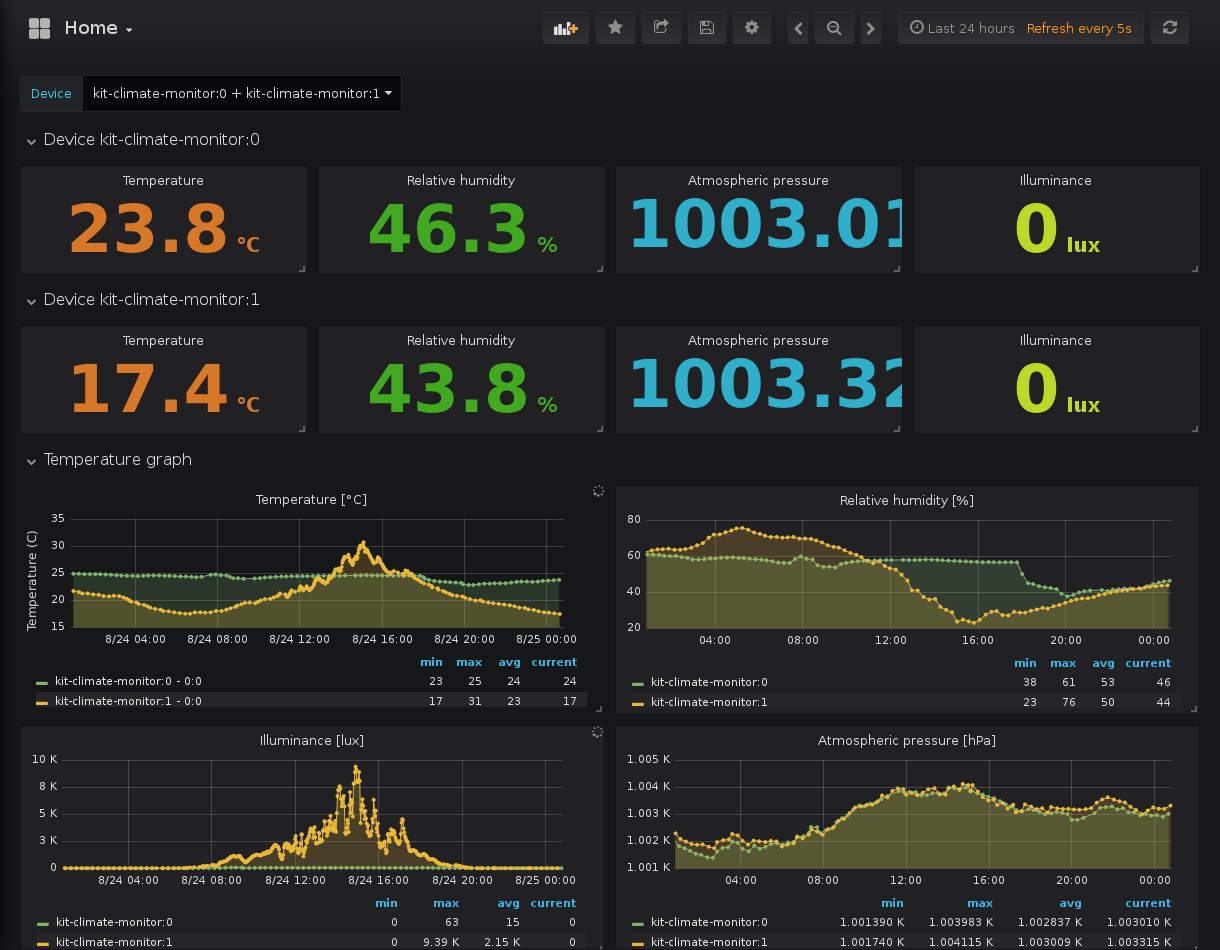 Home
Last 24 hours Refresh every 5s
Device kit-climate-monitor:0 + kit-climate-monitor:1
Device kit-climate-monitor:0
Temperature Relative humidity Atmospheric pressure Illuminance
23.8 °C 46.3 % 1003.01 0 lux
Device kit-climate-monitor:1
Temperature Relative humidity Atmospheric pressure Illuminance
17.4 °C 43.8 % 1003.32 0 lux
Temperature graph
Temperature [°C]
Temperature (C)
35
30
25
20
15
8/24 04:00 8/24 08:00 8/24 12:00 8/24 16:00 8/24 20:00 8/25 00:00
min max avg current
kit-climate-monitor:0 - 0:0 23 25 24 24
kit-climate-monitor:1 - 0:0 17 31 23 17
Relative humidity [%]
80
60
40
20
04:00 08:00 12:00 16:00 20:00 00:00
min max avg current
kit-climate-monitor:0 38 61 53 46
kit-climate-monitor:1 23 76 50 44
Illuminance [lux]
10 K
8 K
5 K
3 K
0
8/24 04:00 8/24 08:00 8/24 12:00 8/24 16:00 8/24 20:00 8/25 00:00
min max avg current
kit-climate-monitor:0 0 63 15 0
kit-climate-monitor:1 0 9.39 K 2.15 K 0
Atmospheric pressure [hPa]
1.005 K
1.004 K
1.003 K
1.002 K
1.001 K
04:00 08:00 12:00 16:00 20:00 00:00
min max avg current
kit-climate-monitor:0 1.001390 K 1.003983 K 1.002837 K 1.003010 K
kit-climate-monitor:1 1.001740 K 1.004115 K 1.003009 K 1.003315 K